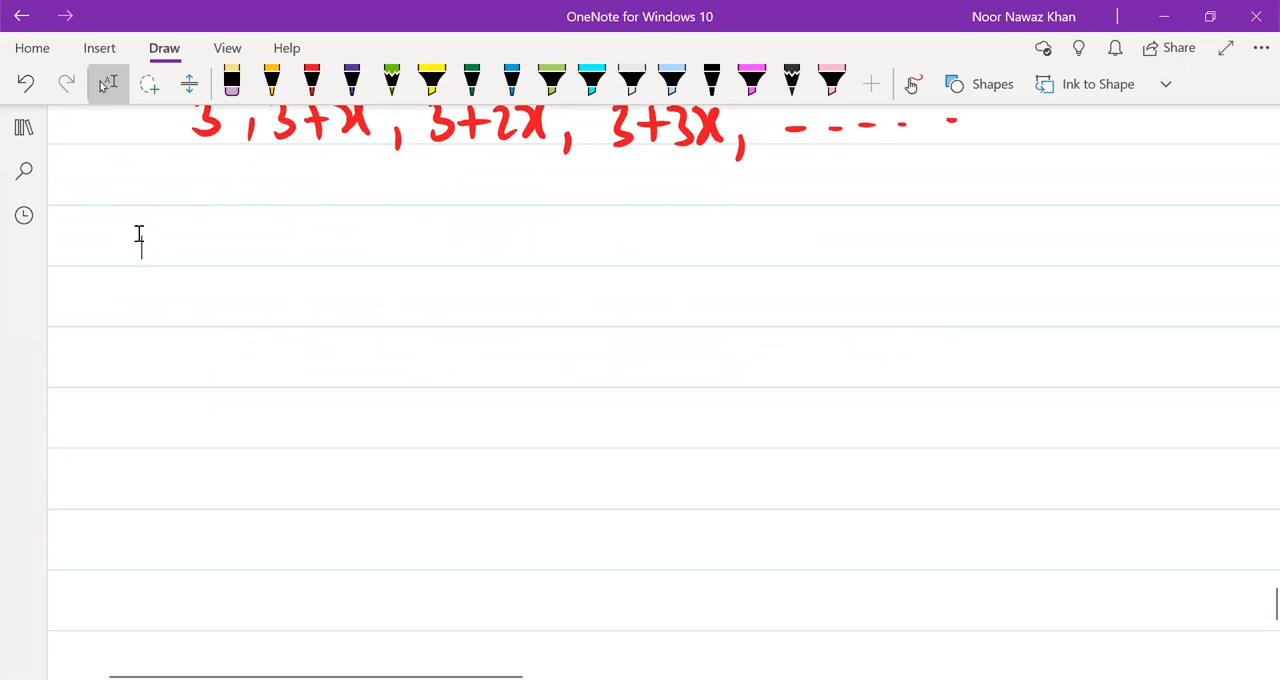 OneNote for Windows 10
Noor Nawaz Khan
Home Insert Draw View Help Share
Shapes Ink to Shape
3, 3+x, 3+2x, 3+3x, - - - - -